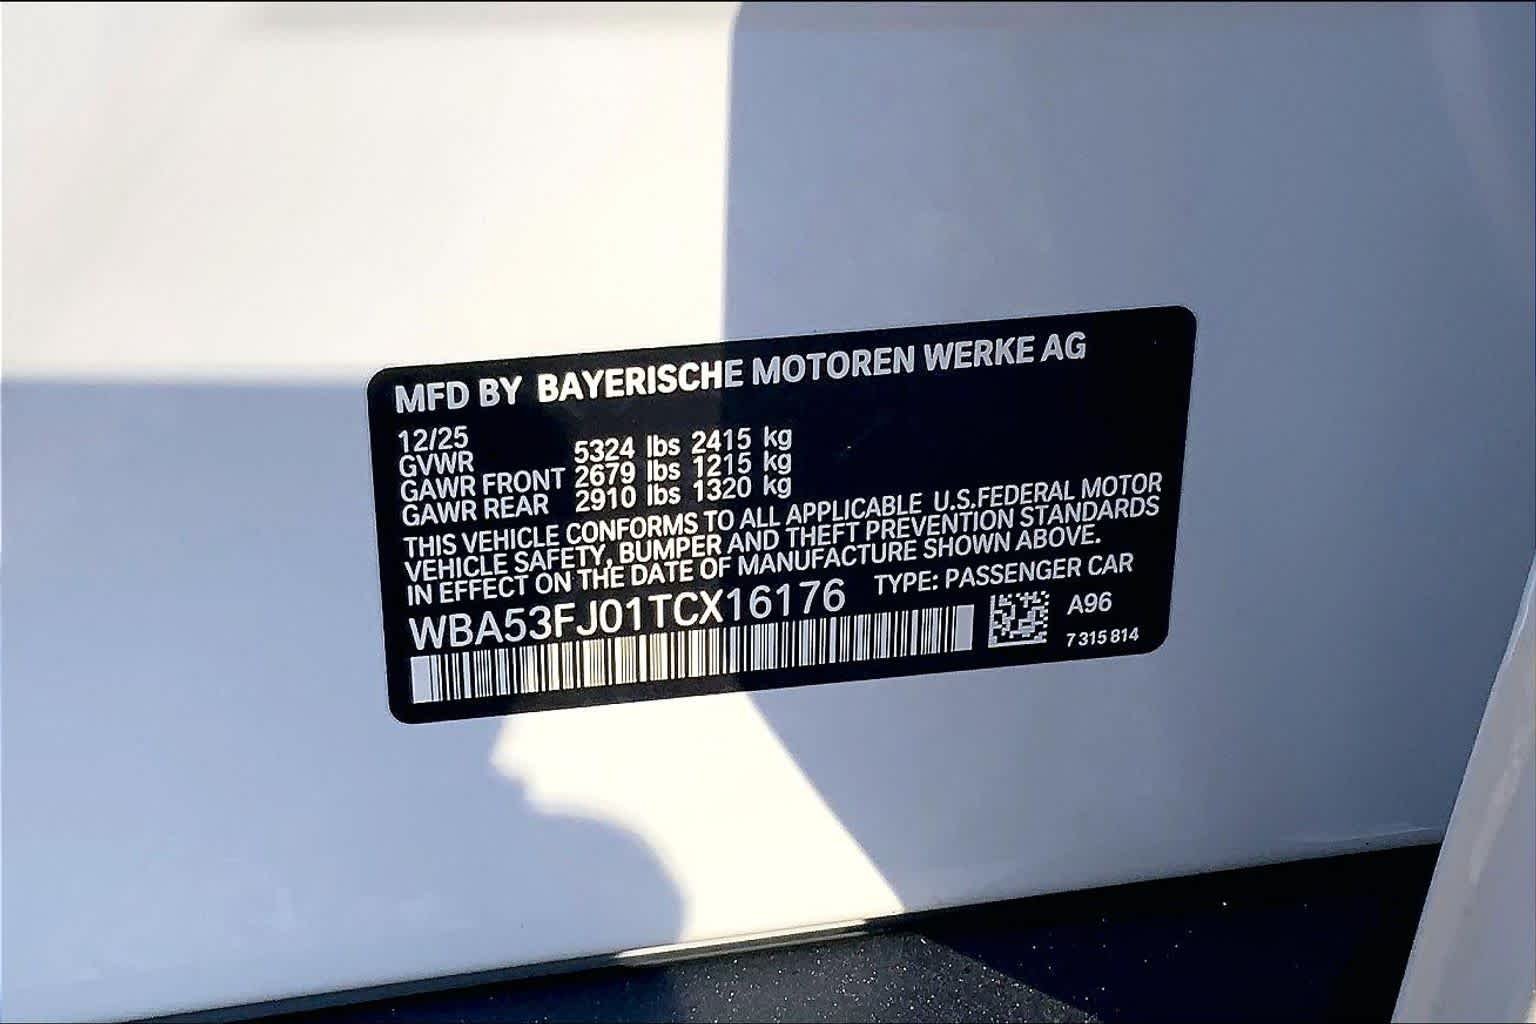 MFD BY BAYERISCHE MOTOREN WERKE AG
12/25
GVWR 5324 lbs 2415 kg
GAWR FRONT 2679 lbs 1215 kg
GAWR REAR 2910 lbs 1320 kg
THIS VEHICLE CONFORMS TO ALL APPLICABLE U.S.FEDERAL MOTOR
VEHICLE SAFETY, BUMPER AND THEFT PREVENTION STANDARDS
IN EFFECT ON THE DATE OF MANUFACTURE SHOWN ABOVE.
WBA53FJ01TCX16176 TYPE: PASSENGER CAR
A96
7 315 814